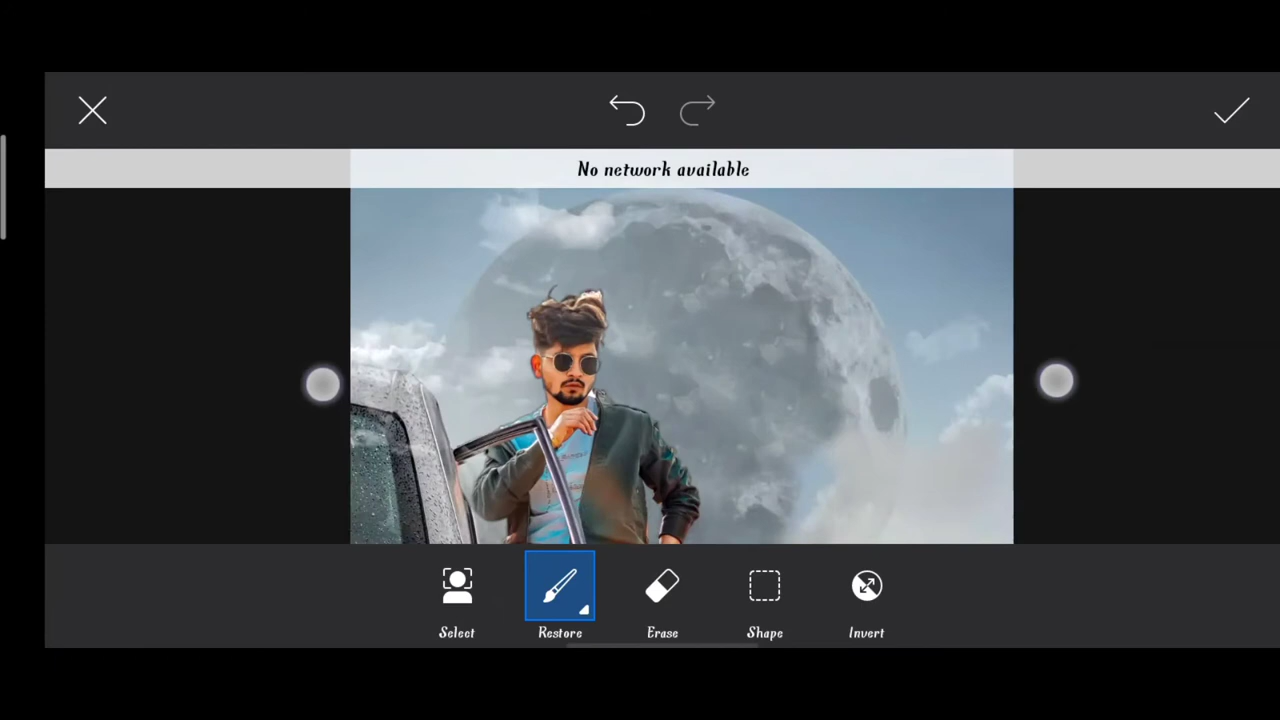 No network available
Select
Restore
Erase
Shape
Invert